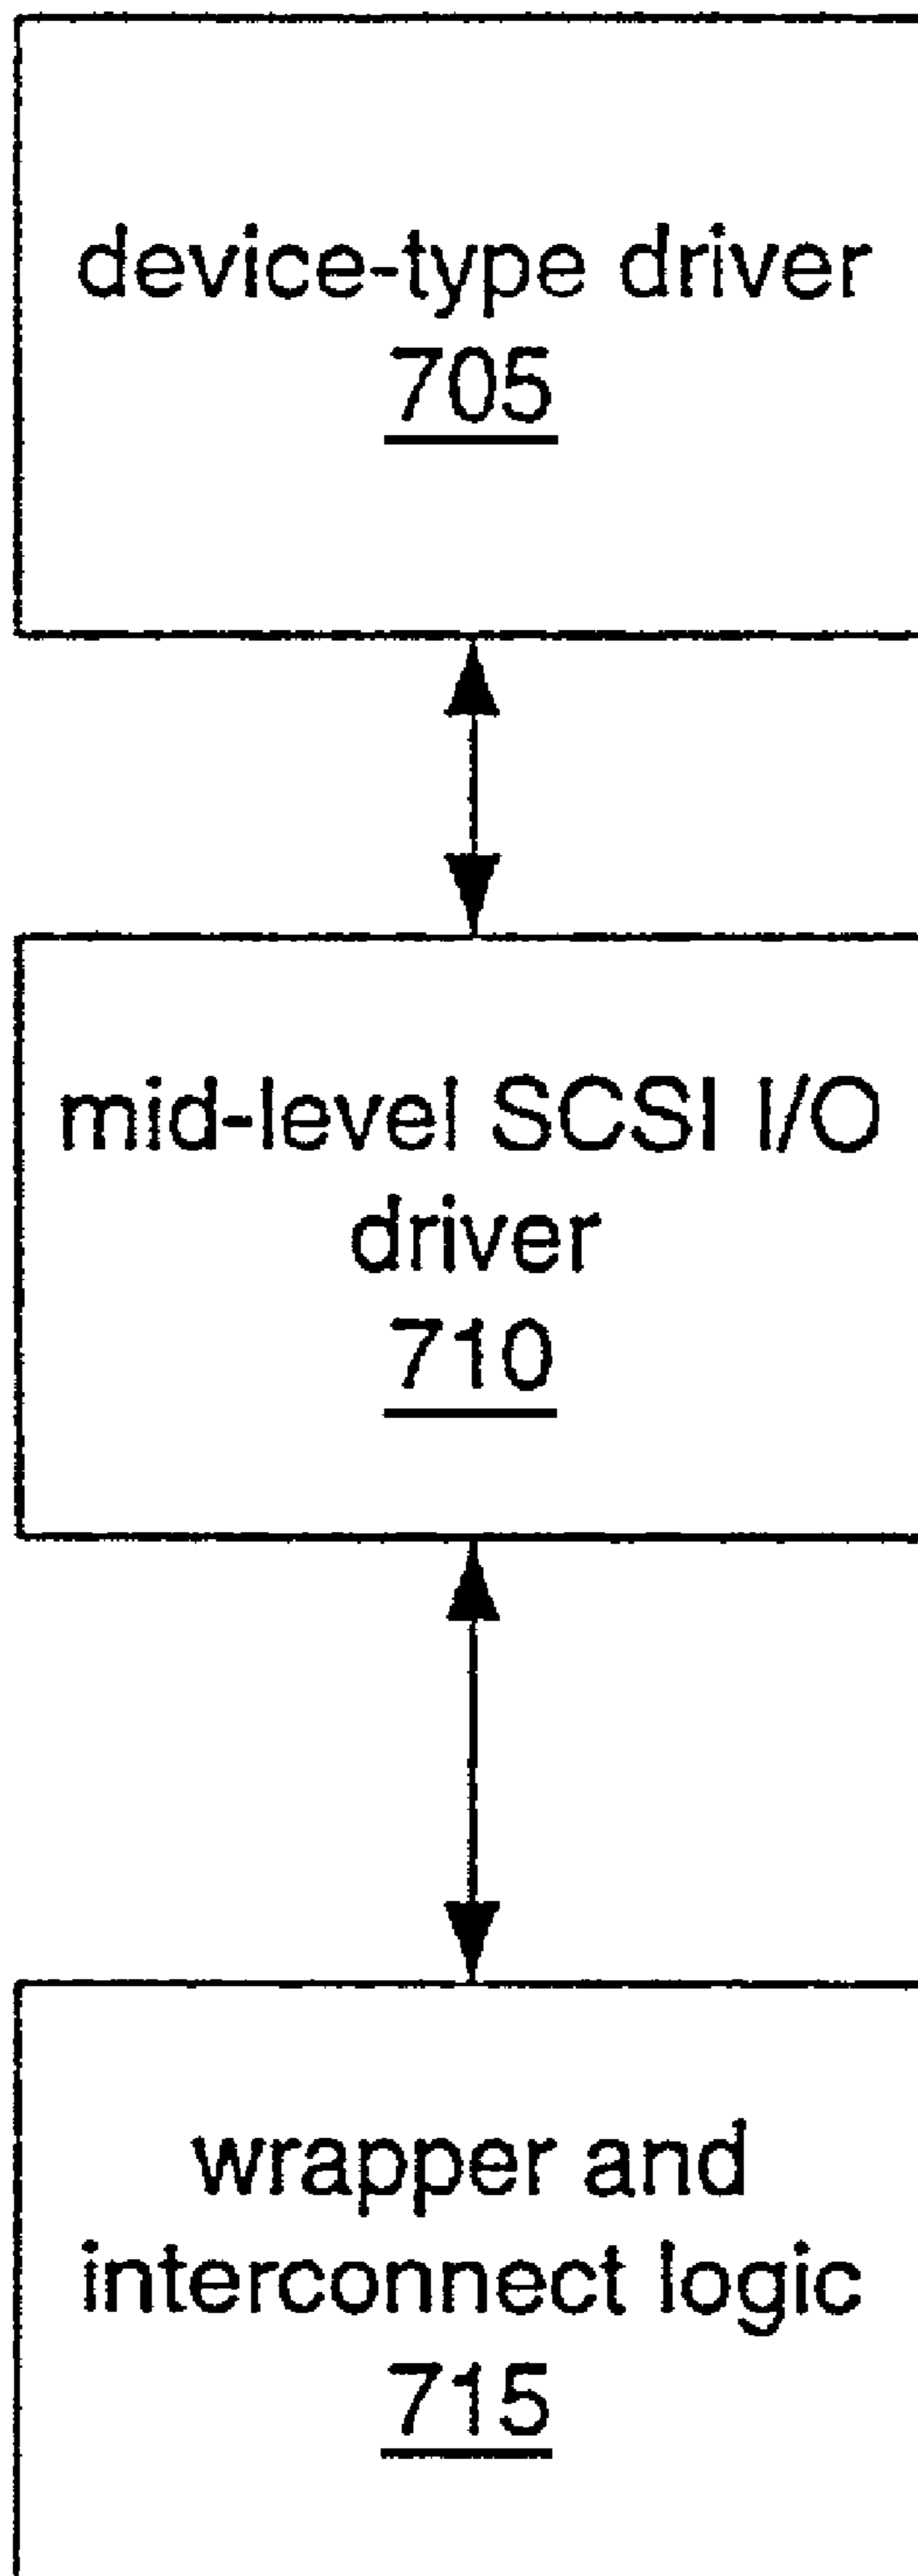 device-type driver
705
mid-level SCSI I/O
driver
710
wrapper and
interconnect logic
715